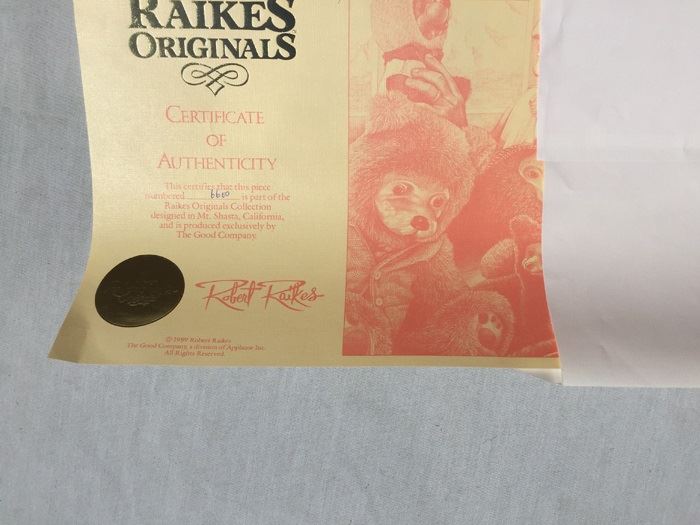 RAIKES
ORIGINALS
CERTIFICATE
OF
AUTHENTICITY
This certifies that this piece
numbered 6600 is part of the
Raikes Originals Collection
designed in Mt. Shasta, California,
and is produced exclusively by
The Good Company.
Robert Raikes
© 1989 Robert Raikes
The Good Company, a division of Applause Inc.
All Rights Reserved.